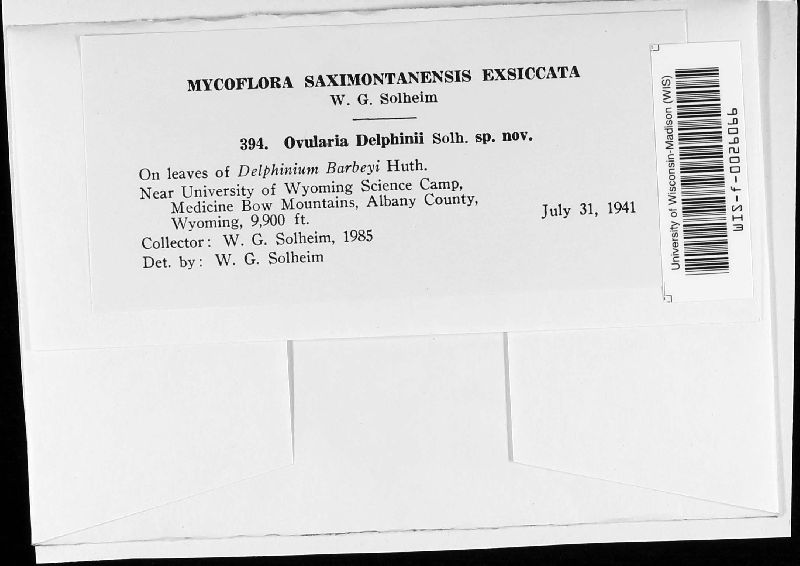 MYCOFLORA SAXIMONTANENSIS EXSICCATA
W. G. Solheim
394. Ovularia Delphinii Solh. sp. nov.
On leaves of Delphinium Barbeyi Huth.
Near University of Wyoming Science Camp,
Medicine Bow Mountains, Albany County,
Wyoming, 9,900 ft.
July 31, 1941
Collector: W. G. Solheim, 1985
Det. by: W. G. Solheim
University of Wisconsin-Madison (WIS)
WIS-f-0026066